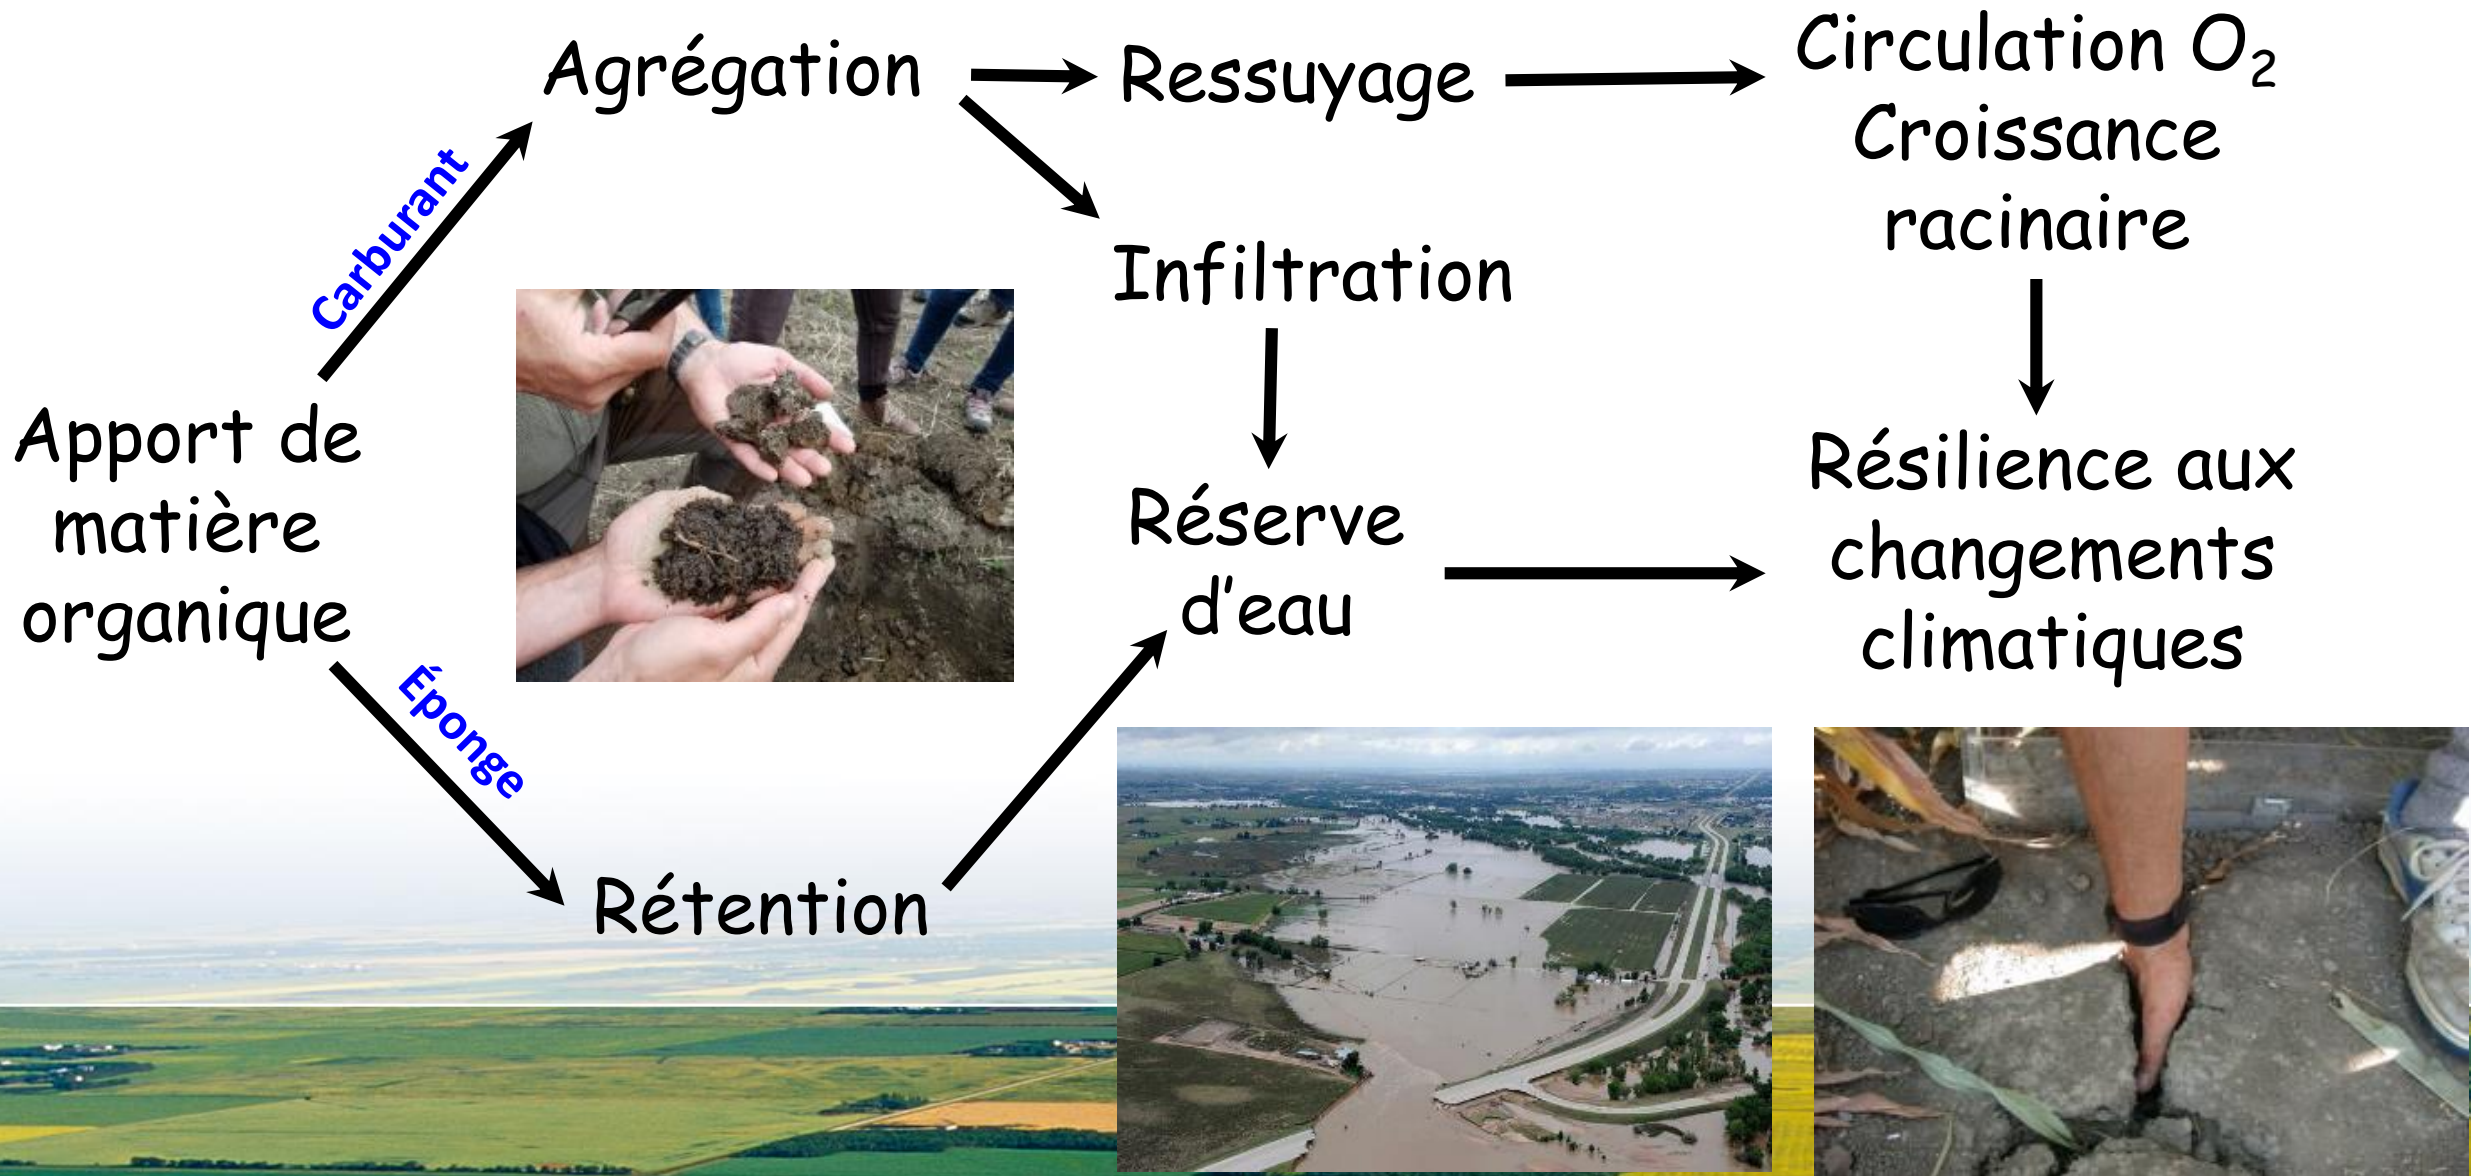 Agrégation
Ressuyage
Circulation O₂
Croissance
racinaire
Carburant
Infiltration
Apport de
matière
organique
Réserve
d’eau
Résilience aux
changements
climatiques
Éponge
Rétention